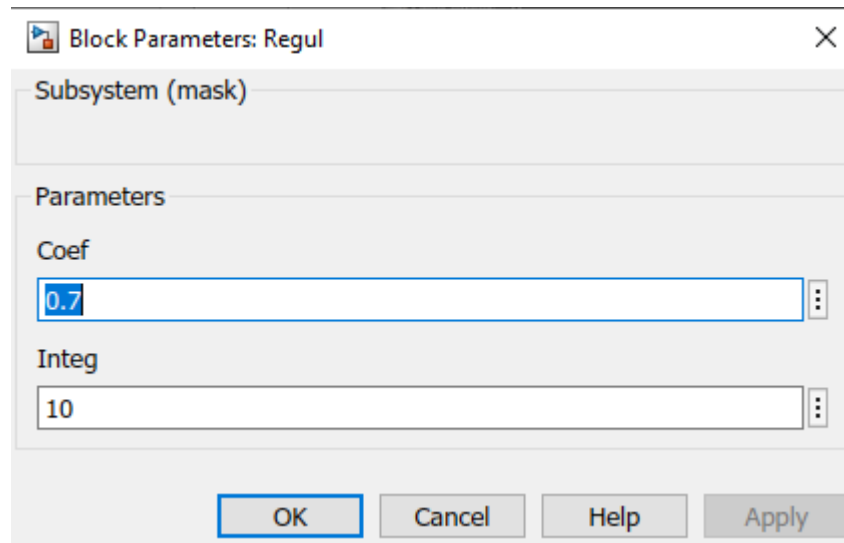 Block Parameters: Regul
Subsystem (mask)
Parameters
Coef
0.7
Integ
10
OK Cancel Help Apply